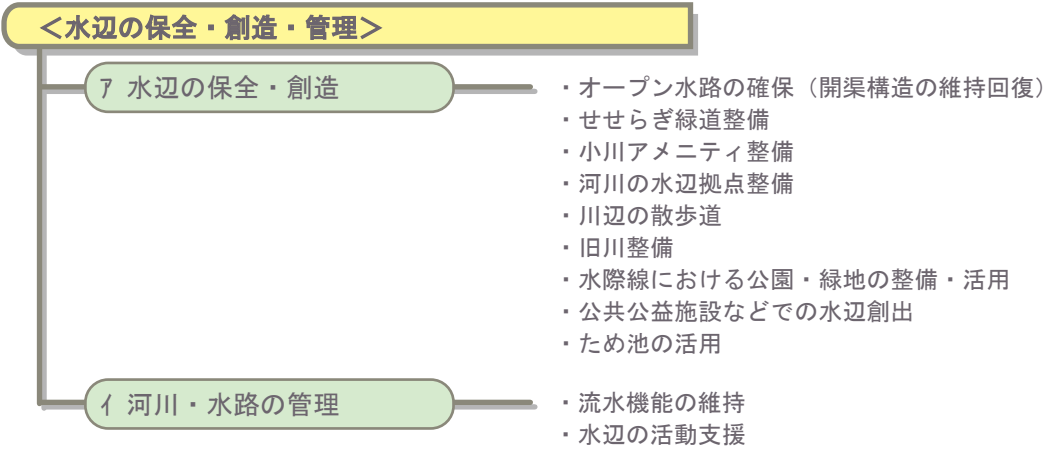 <水辺の保全・創造・管理>
ｱ 水辺の保全・創造
・オープン水路の確保（開渠構造の維持回復）
・せせらぎ緑道整備
・小川アメニティ整備
・河川の水辺拠点整備
・川辺の散歩道
・旧川整備
・水際線における公園・緑地の整備・活用
・公共公益施設などでの水辺創出
・ため池の活用
ｲ 河川・水路の管理
・流水機能の維持
・水辺の活動支援